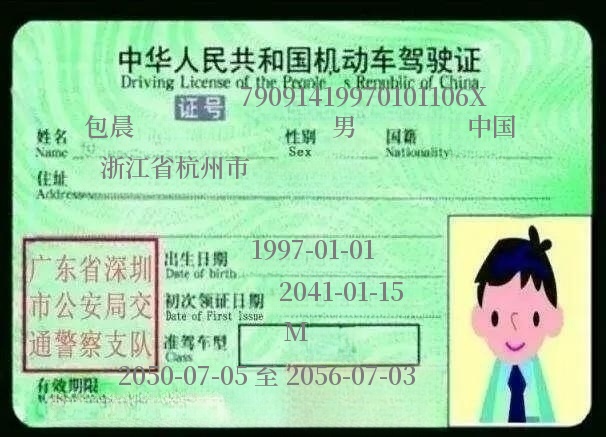 中华人民共和国机动车驾驶证
Driving License of the People's Republic of China
证号 79091419970101106X
姓名 包晨 性别 男 国籍 中国
Name Sex Nationality
住址 浙江省杭州市
Address
出生日期 1997-01-01
Date of birth
初次领证日期 2041-01-15
Date of First Issue
准驾车型 M
Class
广东省深圳
市公安局交
通警察支队
有效期限 2050-07-05 至 2056-07-03